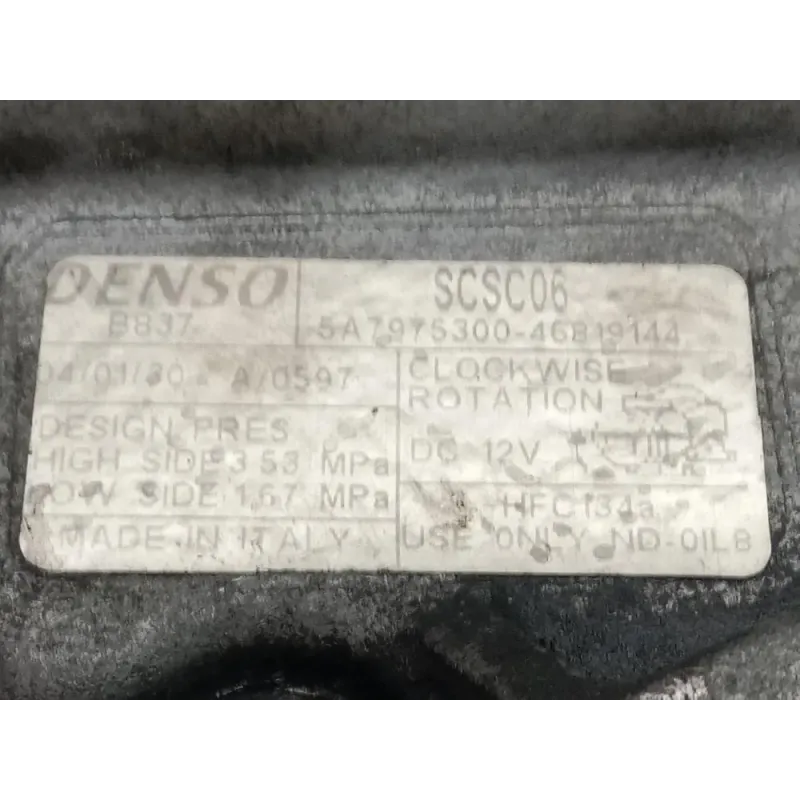 DENSO
B837
SCSC06
5A7975300-46819144
04/01/30 A/0597
DESIGN PRES
HIGH SIDE 3.53 MPa
LOW SIDE 1.67 MPa
MADE IN ITALY
CLOCKWISE
ROTATION
DC 12V
HFC134a
USE ONLY ND-OIL8